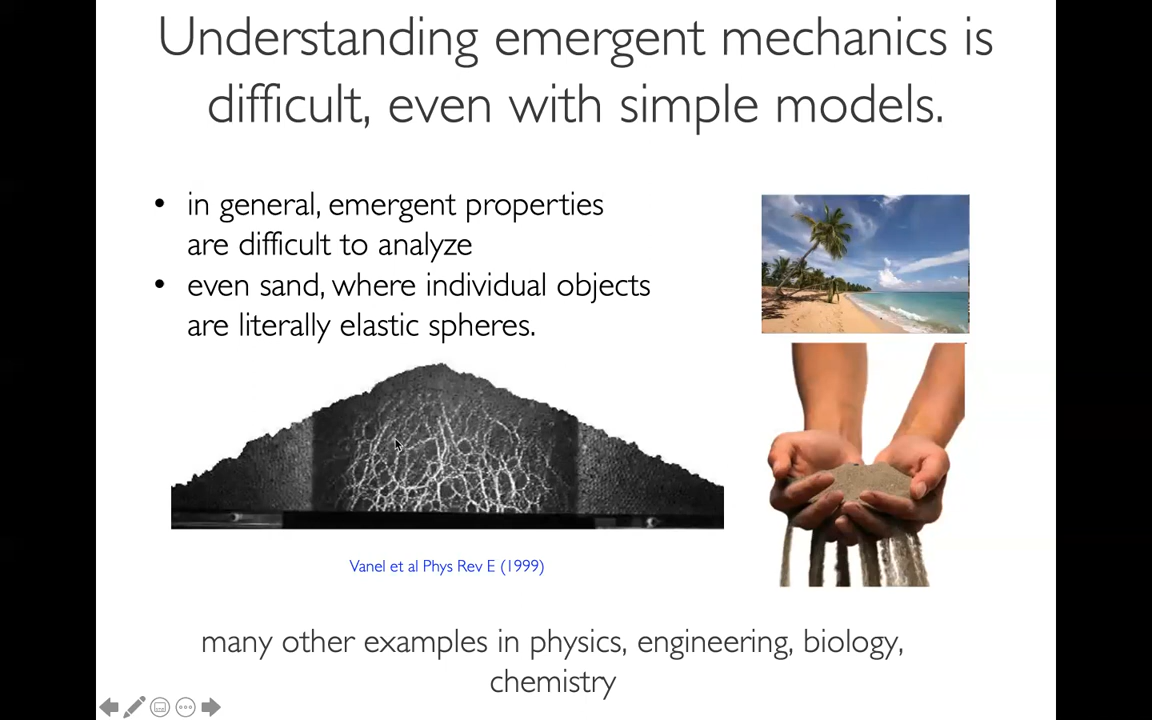 Understanding emergent mechanics is
difficult, even with simple models.
• in general, emergent properties
are difficult to analyze
• even sand, where individual objects
are literally elastic spheres.
Vanel et al Phys Rev E (1999)
many other examples in physics, engineering, biology,
chemistry